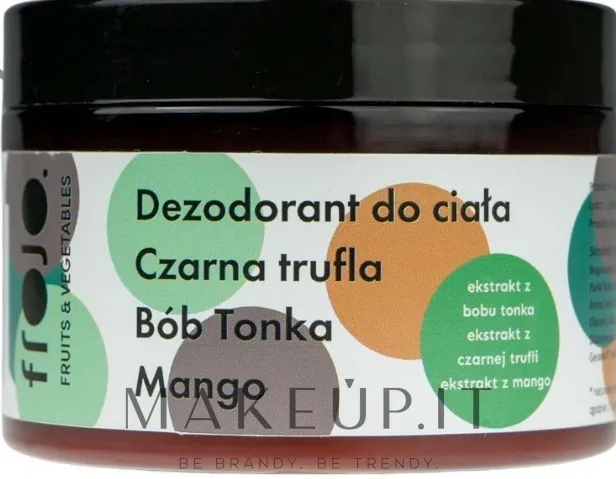 frojo.
FRUITS & VEGETABLES
Dezodorant do ciała
Czarna trufla
Bób Tonka
Mango
ekstrakt z
bobu tonka
ekstrakt z
czarnej trufli
ekstrakt z mango
MAKEUP.IT
BE BRANDY. BE TRENDY.